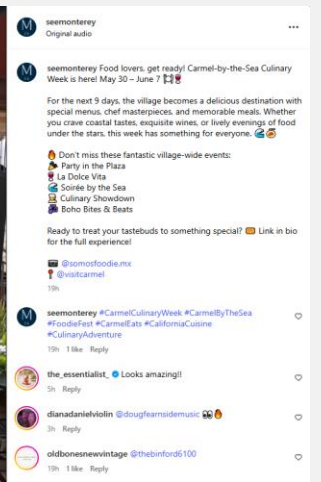 seemonterey
Original audio
seemonterey Food lovers, get ready! Carmel-by-the-Sea Culinary
Week is here! May 30 – June 7 🍽️🍷
For the next 9 days, the village becomes a delicious destination with
special menus, chef masterpieces, and memorable meals. Whether
you crave coastal tastes, exquisite wines, or lively evenings of food
under the stars, this week has something for everyone. 🌊🍜
🔥 Don't miss these fantastic village-wide events:
Party in the Plaza
🍷 La Dolce Vita
🌊 Soirée by the Sea
Culinary Showdown
Boho Bites & Beats
Ready to treat your tastebuds to something special? 🎟️ Link in bio
for the full experience!
📷 @somosfoodie.mx
📍 @visitcarmel
19h
seemonterey #CarmelCulinaryWeek #CarmelByTheSea
#FoodieFest #CarmelEats #CaliforniaCuisine
#CulinaryAdventure
19h 1 like Reply
the_essentialist_ Looks amazing!!
5h Reply
dianadanielviolin @dougfearnsidemusic 👀🔥
3h Reply
oldbonesnewvintage @thebinford6100
19h 1 like Reply